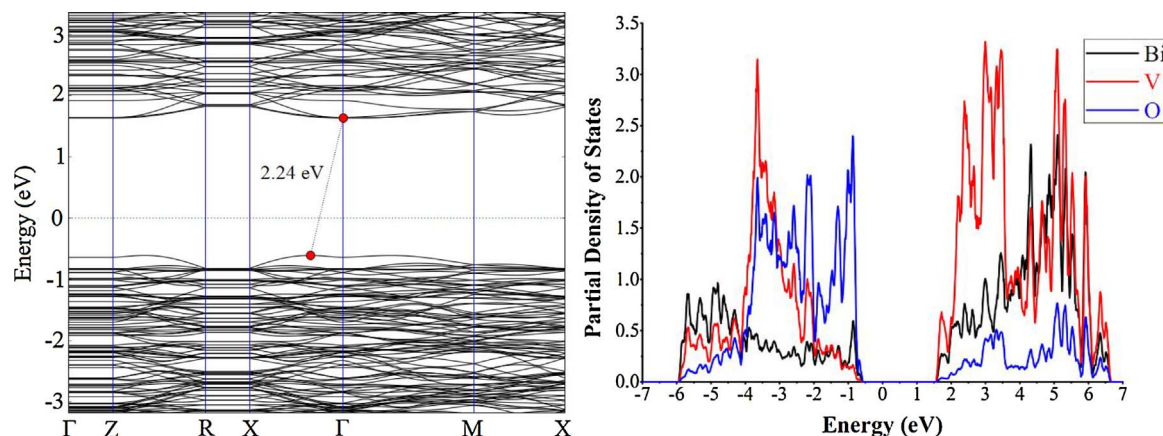 Energy (eV)
3
2
1
0
-1
-2
-3
2.24 eV
Γ Z R X Γ M X
Partial Density of States
3.5
3.0
2.5
2.0
1.5
1.0
0.5
0.0
Bi
V
O
-7 -6 -5 -4 -3 -2 -1 0 1 2 3 4 5 6 7
Energy (eV)